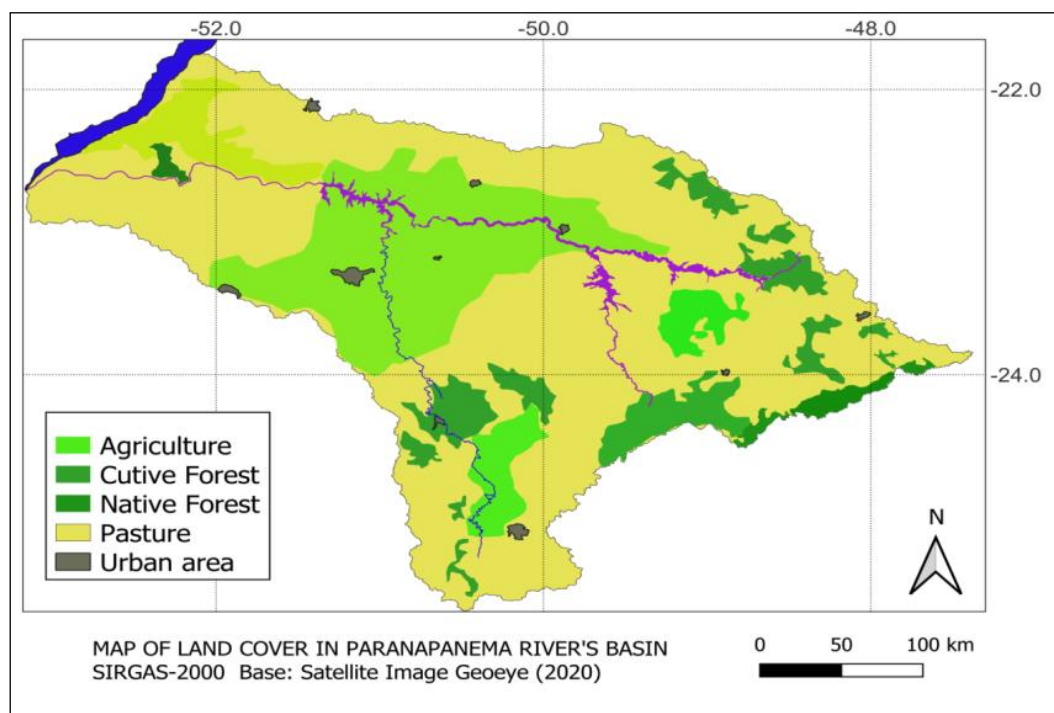 -52.0 -50.0 -48.0
-22.0
-24.0
Agriculture
Cutive Forest
Native Forest
Pasture
Urban area
N
MAP OF LAND COVER IN PARANAPANEMA RIVER'S BASIN
SIRGAS-2000 Base: Satellite Image Geoeye (2020)
0 50 100 km